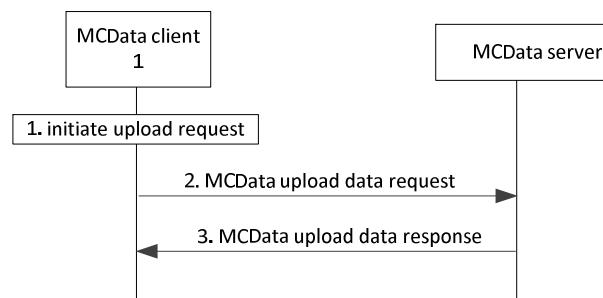 MCData client
1
MCData server
1. initiate upload request
2. MCData upload data request
3. MCData upload data response